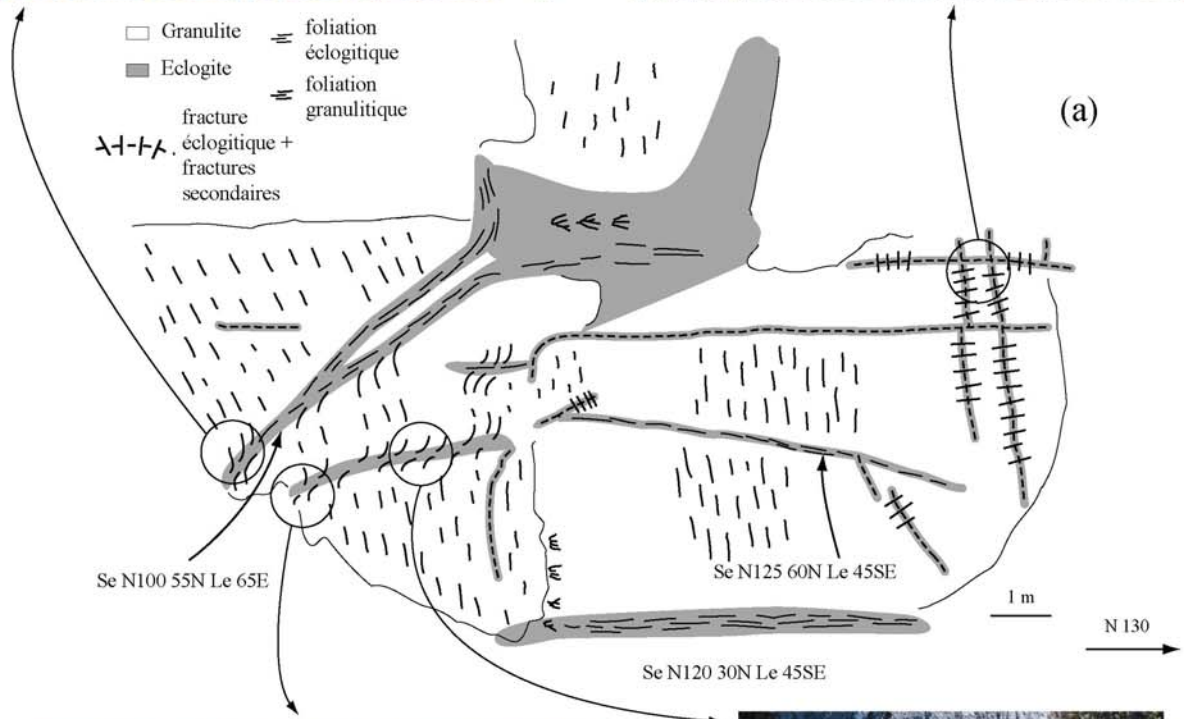 Granulite
Eclogite
foliation
éclogitique
foliation
granulitique
fracture
éclogitique +
fractures
secondaires
(a)
Se N100 55N Le 65E
Se N125 60N Le 45SE
1 m
N 130
Se N120 30N Le 45SE